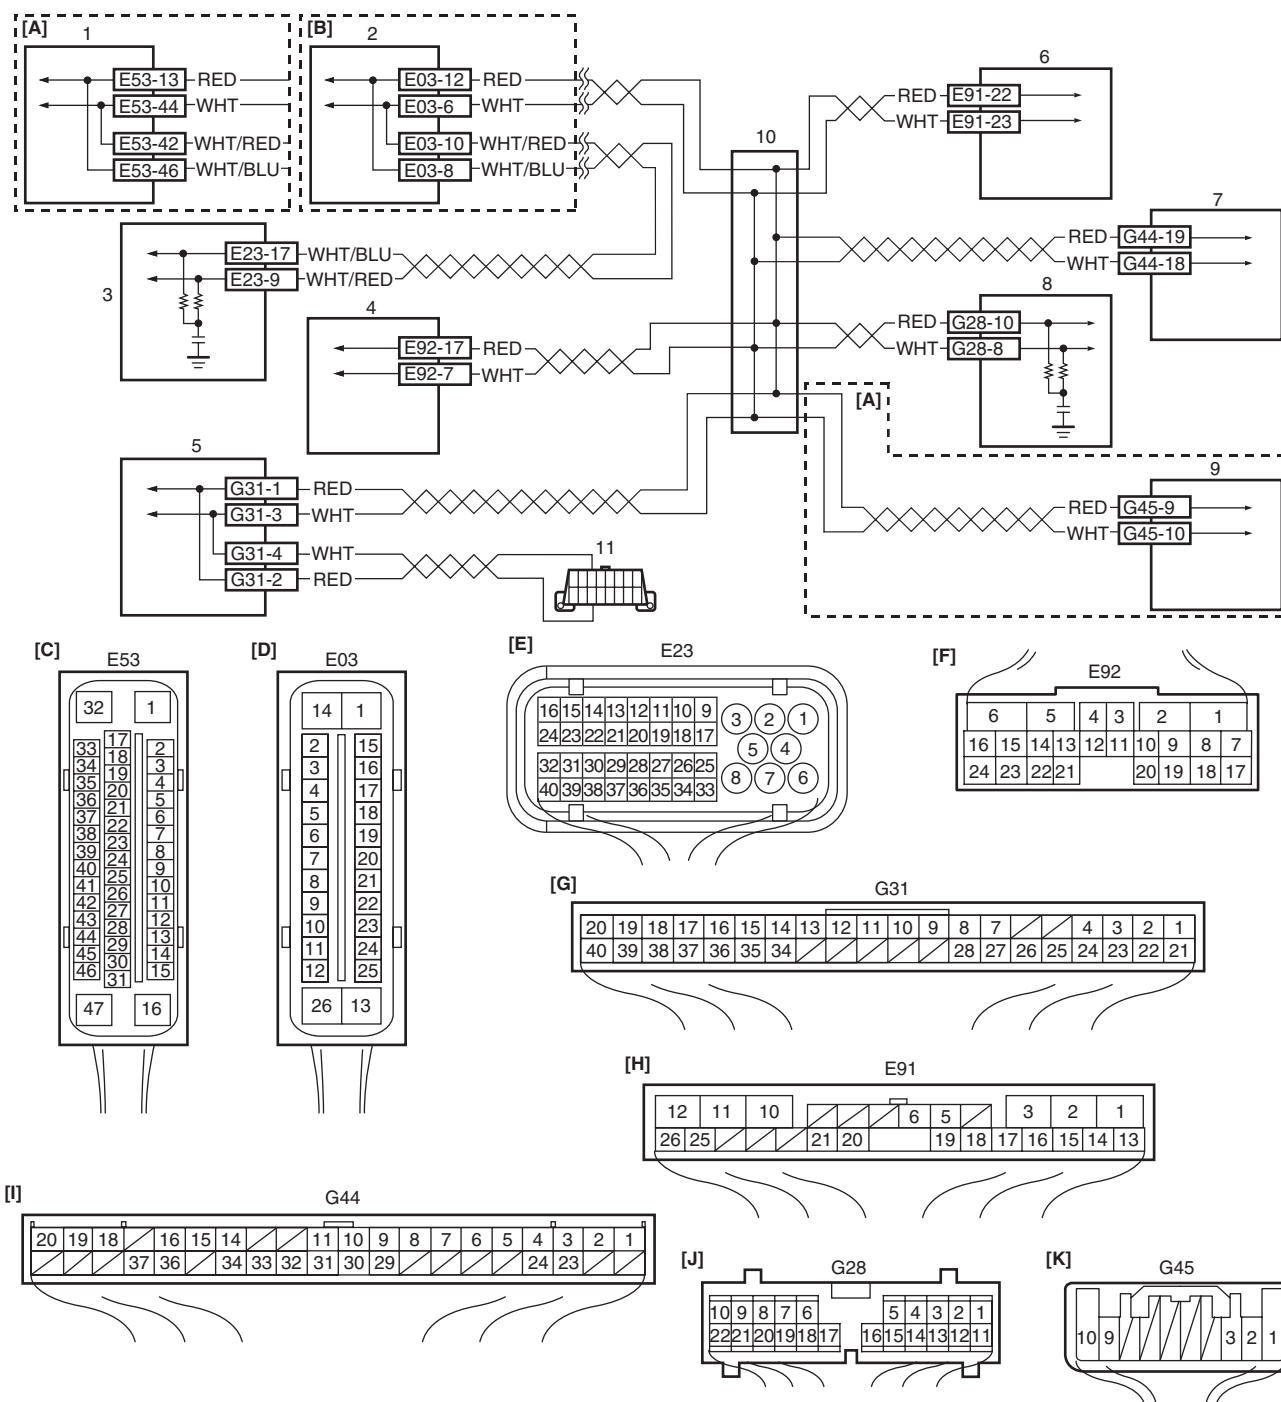 [A]
1
E53-13 RED
E53-44 WHT
E53-42 WHT/RED
E53-46 WHT/BLU
[B]
2
E03-12 RED
E03-6 WHT
E03-10 WHT/RED
E03-8 WHT/BLU
6
RED E91-22
WHT E91-23
10
7
RED G44-19
WHT G44-18
3
E23-17 WHT/BLU
E23-9 WHT/RED
4
E92-17 RED
E92-7 WHT
8
RED G28-10
WHT G28-8
[A]
5
G31-1 RED
G31-3 WHT
G31-4 WHT
G31-2 RED
11
9
RED G45-9
WHT G45-10
[C]
E53
32 1
33 34 35 36 37 38 39 40 41 42 43 44 45 46
17 18 19 20 21 22 23 24 25 26 27 28 29 30 31
2 3 4 5 6 7 8 9 10 11 12 13 14 15
47 16
[D]
E03
14 1
2 15
3 16
4 17
5 18
6 19
7 20
8 21
9 22
10 23
11 24
12 25
26 13
[E]
E23
16 15 14 13 12 11 10 9
24 23 22 21 20 19 18 17
32 31 30 29 28 27 26 25
40 39 38 37 36 35 34 33
3 2 1
5 4
8 7 6
[F]
E92
6 5 4 3 2 1
16 15 14 13 12 11 10 9 8 7
24 23 22 21 20 19 18 17
[G]
G31
20 19 18 17 16 15 14 13 12 11 10 9 8 7 4 3 2 1
40 39 38 37 36 35 34 28 27 26 25 24 23 22 21
[H]
E91
12 11 10 6 5 3 2 1
26 25 21 20 19 18 17 16 15 14 13
[I]
G44
20 19 18 16 15 14 11 10 9 8 7 6 5 4 3 2 1
37 36 34 33 32 31 30 29 24 23
[J]
G28
10 9 8 7 6 5 4 3 2 1
22 21 20 19 18 17 16 15 14 13 12 11
[K]
G45
10 9 3 2 1